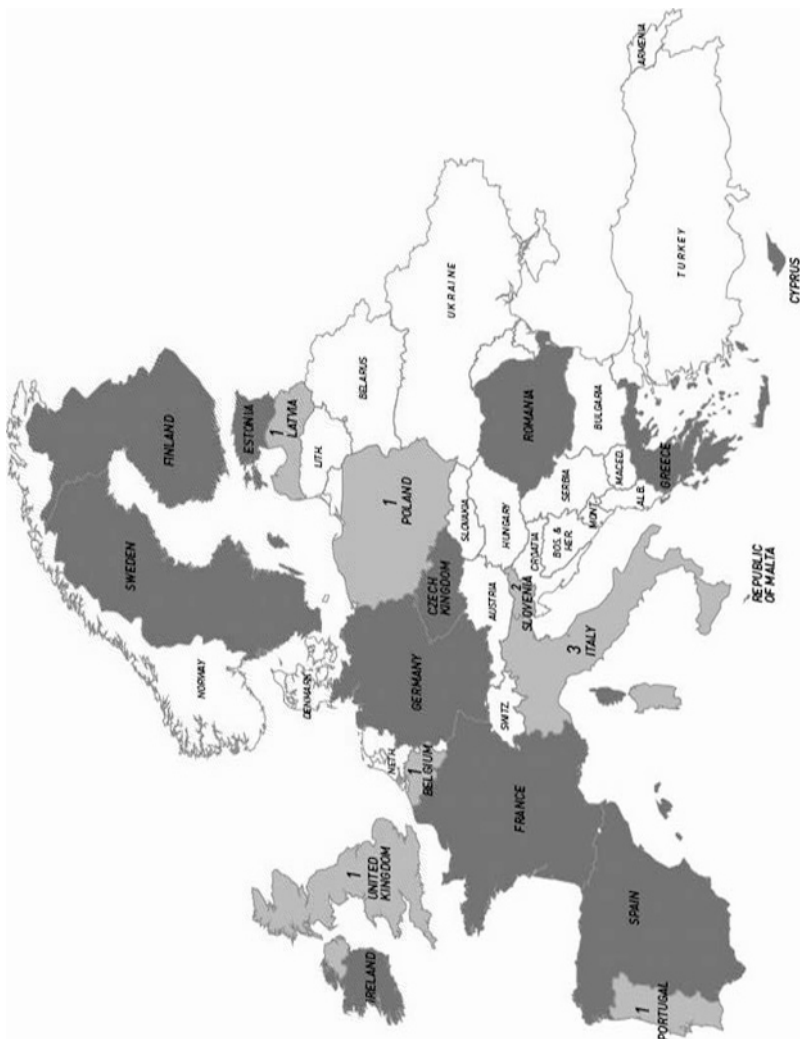 NORWAY
SWEDEN
FINLAND
ESTONIA
1
LATVIA
LITH.
DENMARK
1
UNITED
KINGDOM
IRELAND
NETH.
1
BELGIUM
GERMANY
1
POLAND
BELARUS
CZECH
KINGDOM
SLOVAKIA
UKRAINE
FRANCE
SWITZ.
AUSTRIA
HUNGARY
ROMANIA
2
SLOVENIA
CROATIA
BOS. &
HER.
SERBIA
MONT.
BULGARIA
3
ITALY
ALB.
MACED.
GREECE
TURKEY
ARMENIA
1
PORTUGAL
SPAIN
REPUBLIC
OF MALTA
CYPRUS